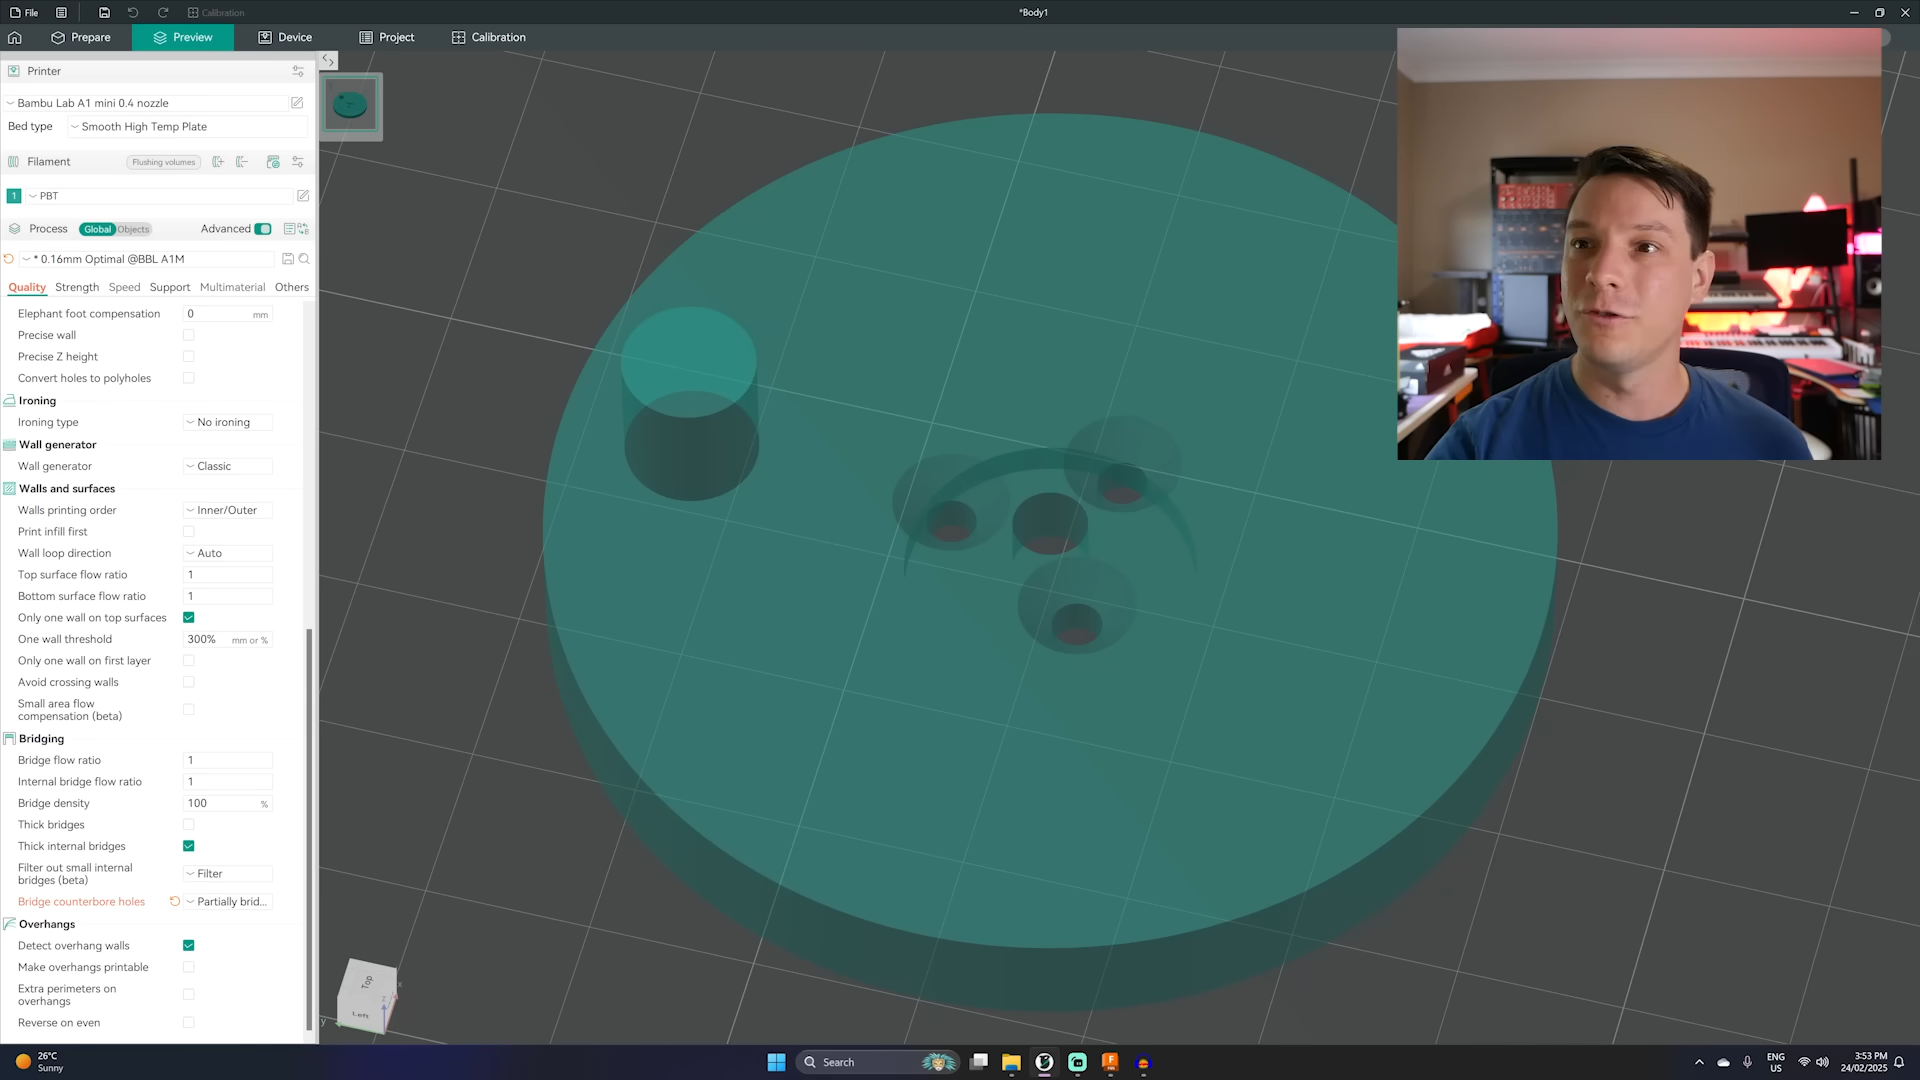 File
Calibration
*Body1
Prepare
Preview
Device
Project
Calibration
Printer
Bambu Lab A1 mini 0.4 nozzle
Bed type
Smooth High Temp Plate
Filament
Flushing volumes
1
PBT
Process
Global
Objects
Advanced
* 0.16mm Optimal @BBL A1M
Quality
Strength
Speed
Support
Multimaterial
Others
Elephant foot compensation
0
mm
Precise wall
Precise Z height
Convert holes to polyholes
Ironing
Ironing type
No ironing
Wall generator
Wall generator
Classic
Walls and surfaces
Walls printing order
Inner/Outer
Print infill first
Wall loop direction
Auto
Top surface flow ratio
1
Bottom surface flow ratio
1
Only one wall on top surfaces
One wall threshold
300%
mm or %
Only one wall on first layer
Avoid crossing walls
Small area flow
compensation (beta)
Bridging
Bridge flow ratio
1
Internal bridge flow ratio
1
Bridge density
100
%
Thick bridges
Thick internal bridges
Filter out small internal
bridges (beta)
Filter
Bridge counterbore holes
Partially brid...
Overhangs
Detect overhang walls
Make overhangs printable
Extra perimeters on
overhangs
Reverse on even
Top
Left
x
z
y
26°C
Sunny
Search
ENG
US
3:53 PM
24/02/2025